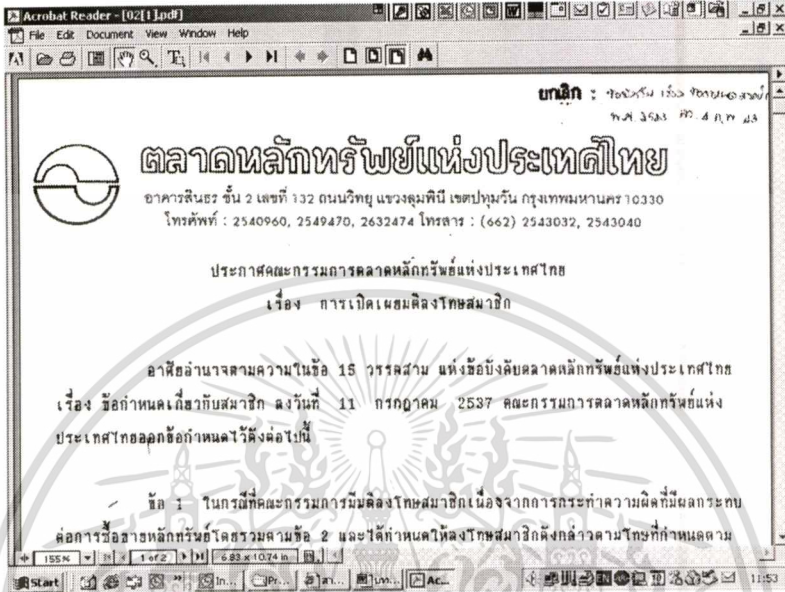 Acrobat Reader - [02[1].pdf]
File Edit Document View Window Help
ยกเลิก :
ตลาดหลักทรัพย์แห่งประเทศไทย
อาคารสินธร ชั้น 2 เลขที่ 132 ถนนวิทยุ แขวงลุมพินี เขตปทุมวัน กรุงเทพมหานคร 10330
โทรศัพท์ : 2540960, 2549470, 2632474 โทรสาร : (662) 2543032, 2543040
ประกาศคณะกรรมการตลาดหลักทรัพย์แห่งประเทศไทย
เรื่อง การเปิดเผยมติลงโทษสมาชิก
อาศัยอำนาจตามความในข้อ 15 วรรคสาม แห่งข้อบังคับตลาดหลักทรัพย์แห่งประเทศไทย
เรื่อง ข้อกำหนดเกี่ยวกับสมาชิก ลงวันที่ 11 กรกฎาคม 2537 คณะกรรมการตลาดหลักทรัพย์แห่ง
ประเทศไทยออกข้อกำหนดไว้ดังต่อไปนี้
ข้อ 1 ในกรณีที่คณะกรรมการมีมติลงโทษสมาชิกเนื่องจากการกระทำความผิดที่มีผลกระทบ
ต่อการซื้อขายหลักทรัพย์โดยรวมตามข้อ 2 และได้กำหนดให้ลงโทษสมาชิกดังกล่าวตามโทษที่กำหนดตาม
155% 1 of 2 6.83 x 10.74 in
Start In... Pr... Ac... 11:53